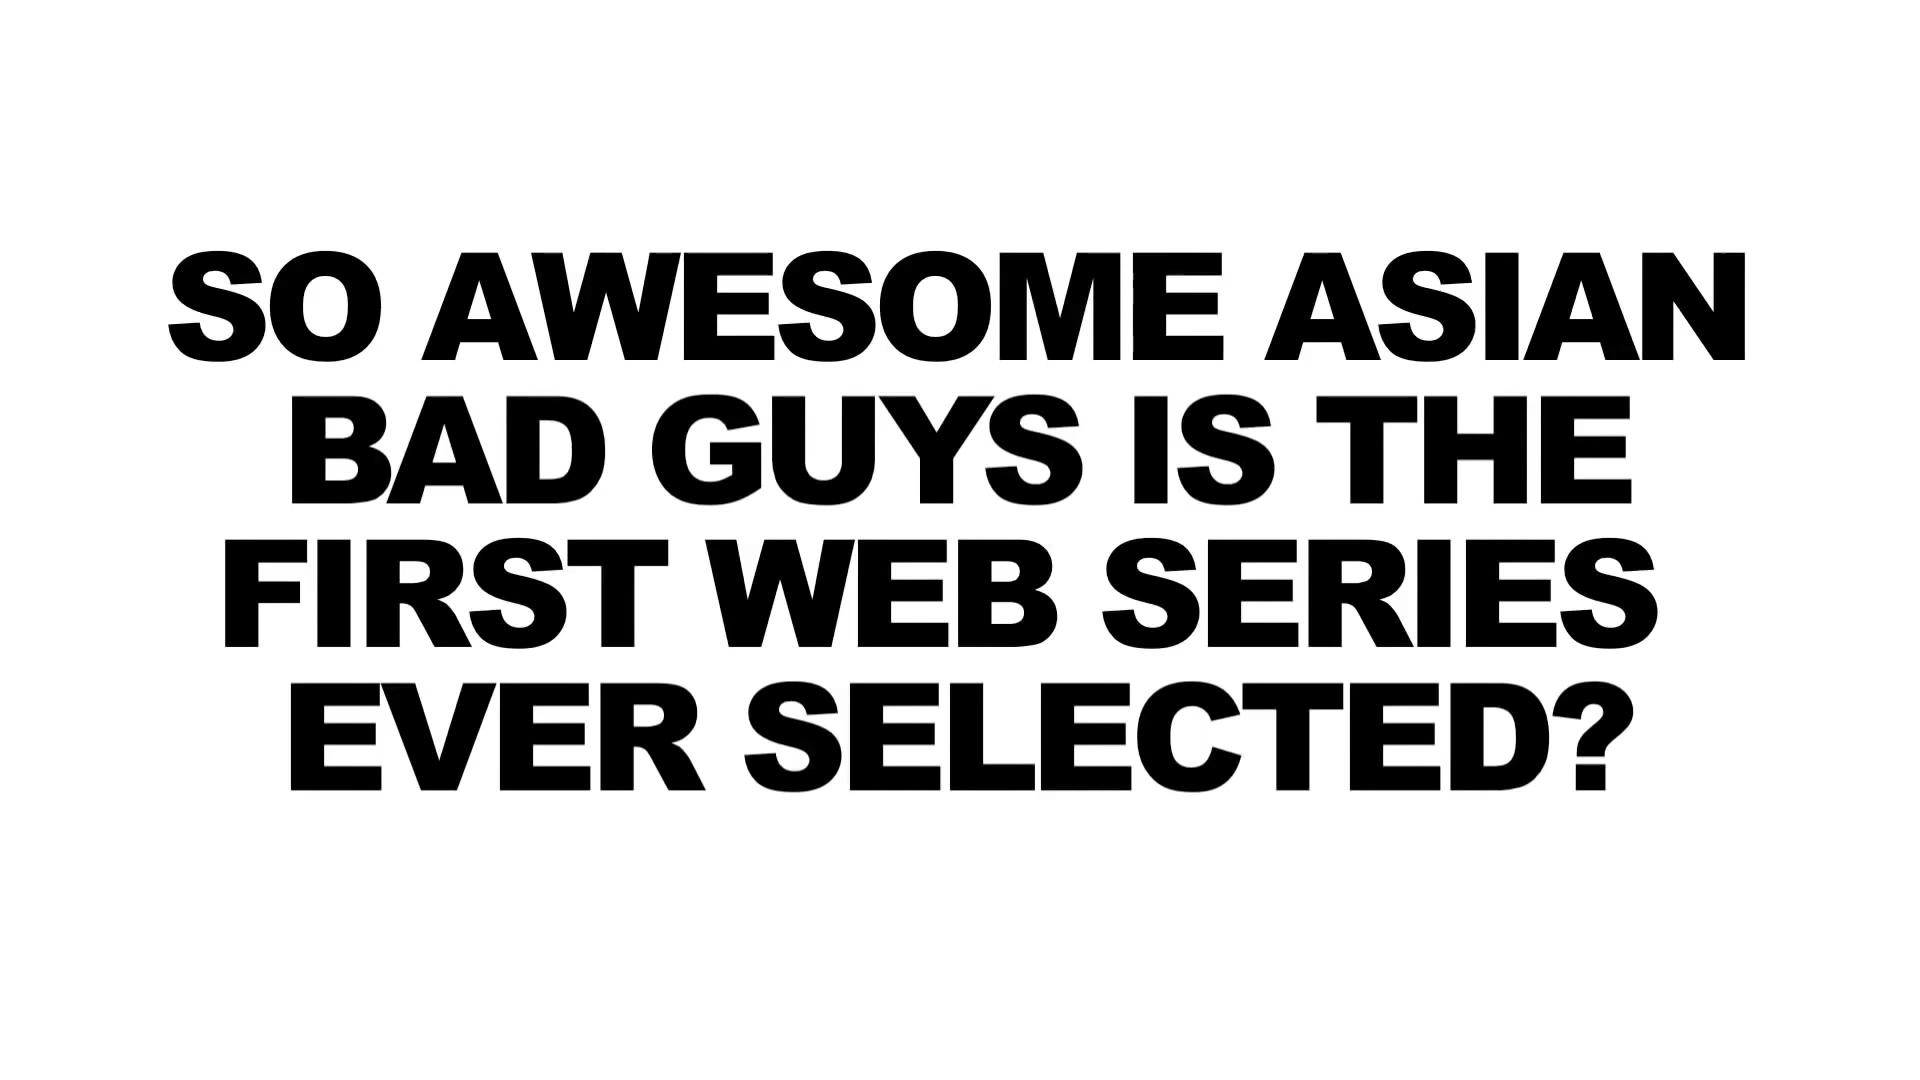 SO AWESOME ASIAN
BAD GUYS IS THE
FIRST WEB SERIES
EVER SELECTED?